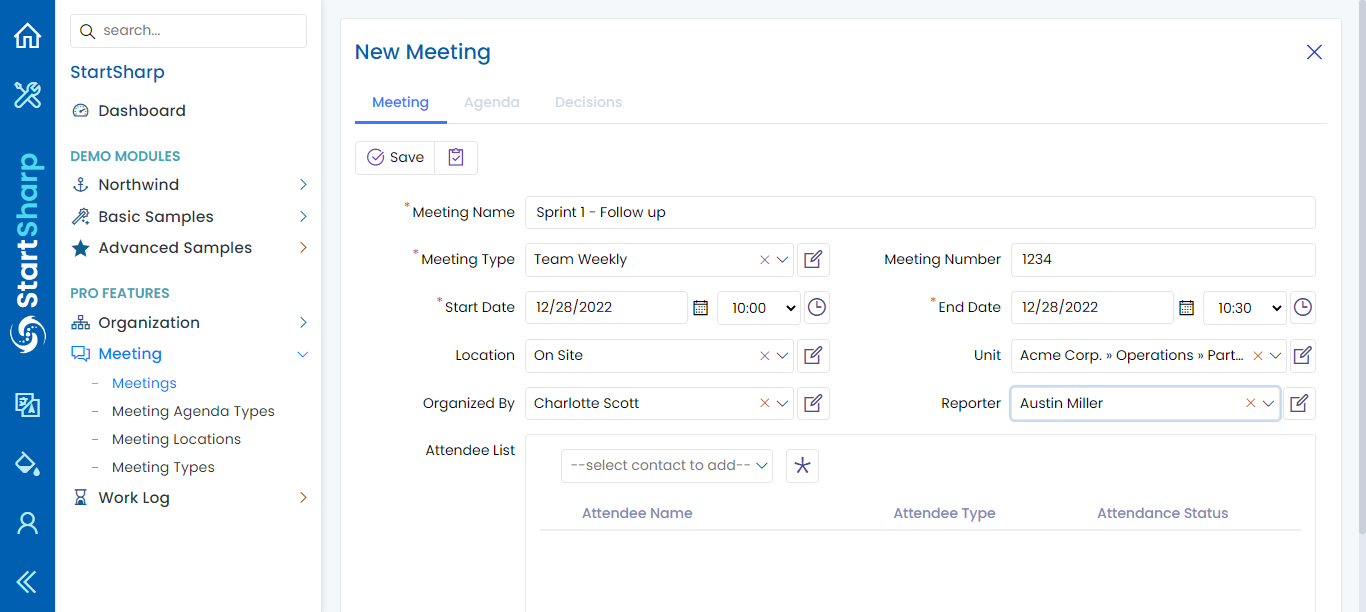 search...
StartSharp
Dashboard
DEMO MODULES
Northwind
Basic Samples
Advanced Samples
PRO FEATURES
Organization
Meeting
Meetings
Meeting Agenda Types
Meeting Locations
Meeting Types
Work Log
StartSharp
New Meeting
Meeting Agenda Decisions
Save
*Meeting Name Sprint 1 - Follow up
*Meeting Type Team Weekly Meeting Number 1234
*Start Date 12/28/2022 10:00 *End Date 12/28/2022 10:30
Location On Site Unit Acme Corp. » Operations » Part...
Organized By Charlotte Scott Reporter Austin Miller
Attendee List --select contact to add--
Attendee Name Attendee Type Attendance Status